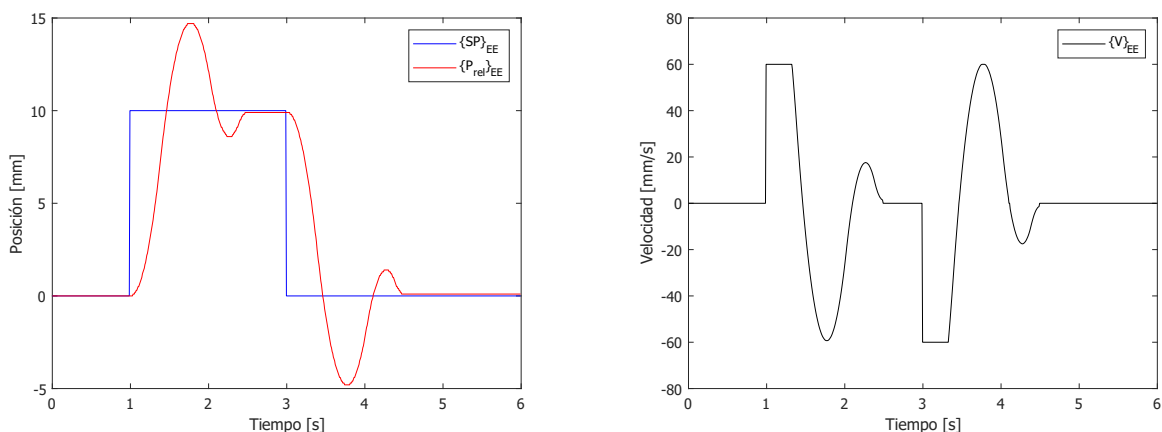 15
10
5
0
-5
Posición [mm]
{SP}EE
{Prel}EE
0 1 2 3 4 5 6
Tiempo [s]
80
60
40
20
0
-20
-40
-60
-80
Velocidad [mm/s]
{V}EE
0 1 2 3 4 5 6
Tiempo [s]